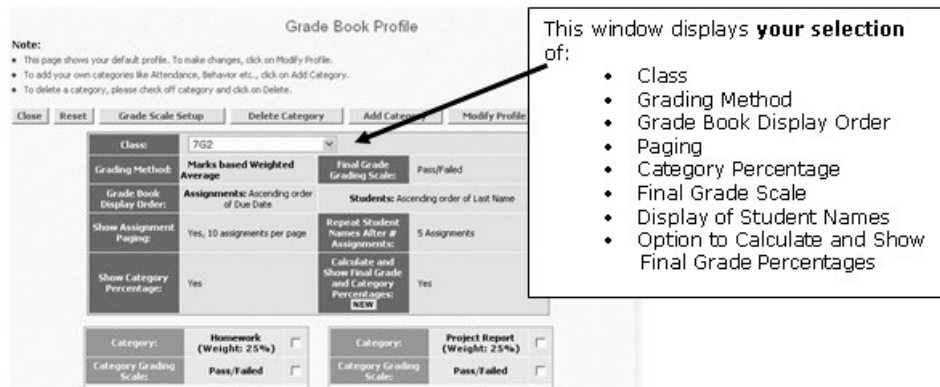 Grade Book Profile
Note:
• This page shows your default profile. To make changes, click on Modify Profile.
• To add your own categories like Attendance, Behavior etc., click on Add Category.
• To delete a category, please check off category and click on Delete.
Close Reset Grade Scale Setup Delete Category Add Category Modify Profile
Class: 7G2
Grading Method: Marks based Weighted Average
Final Grade Grading Scale: Pass/Failed
Grade Book Display Order: Assignments: Ascending order of Due Date
Students: Ascending order of Last Name
Show Assignment Paging: Yes, 10 assignments per page
Repeat Student Names After # Assignments: 5 Assignments
Show Category Percentage: Yes
Calculate and Show Final Grade and Category Percentages: NEW Yes
Category: Homework (Weight: 25%)
Category: Project Report (Weight: 25%)
Category Grading Scale: Pass/Failed
Category Grading Scale: Pass/Failed
This window displays your selection
of:
• Class
• Grading Method
• Grade Book Display Order
• Paging
• Category Percentage
• Final Grade Scale
• Display of Student Names
• Option to Calculate and Show
Final Grade Percentages